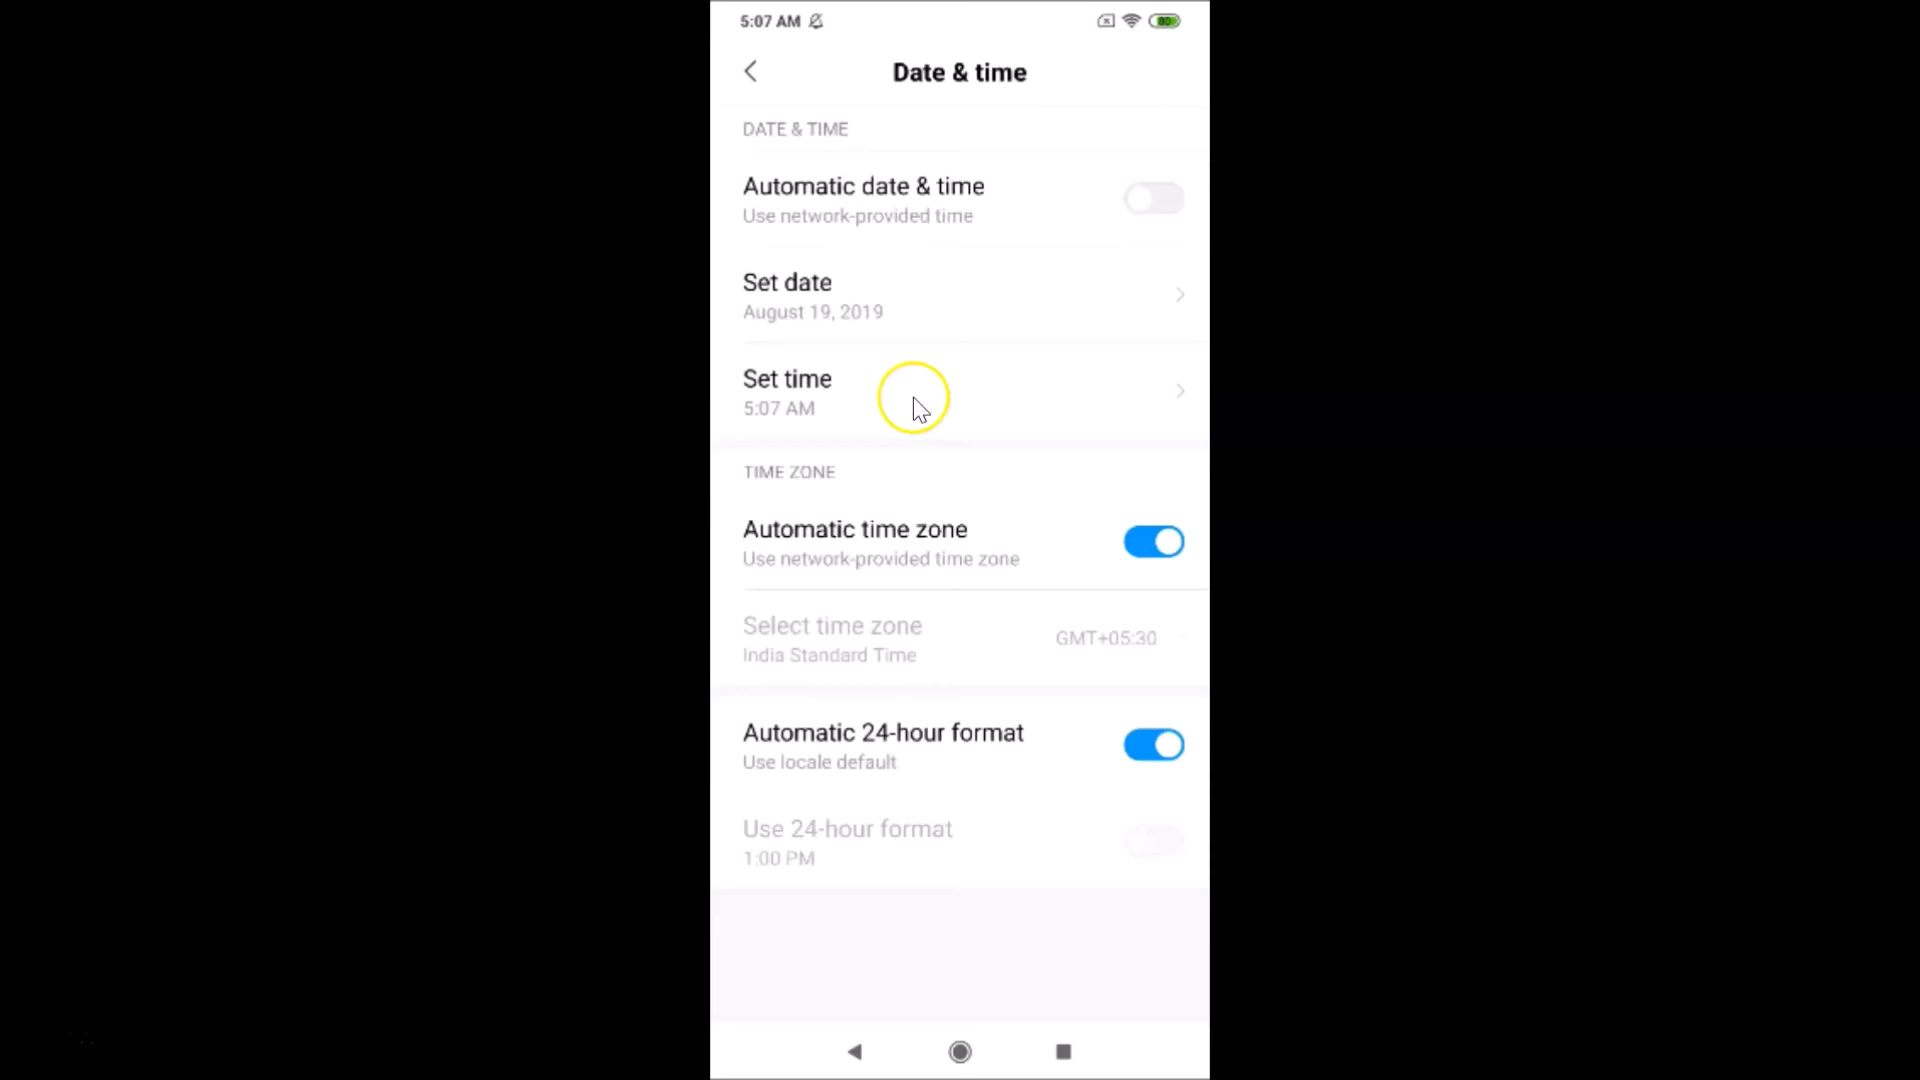 5:07 AM
80
Date & time
DATE & TIME
Automatic date & time
Use network-provided time
Set date
August 19, 2019
Set time
5:07 AM
TIME ZONE
Automatic time zone
Use network-provided time zone
Select time zone
GMT+05:30
India Standard Time
Automatic 24-hour format
Use locale default
Use 24-hour format
1:00 PM